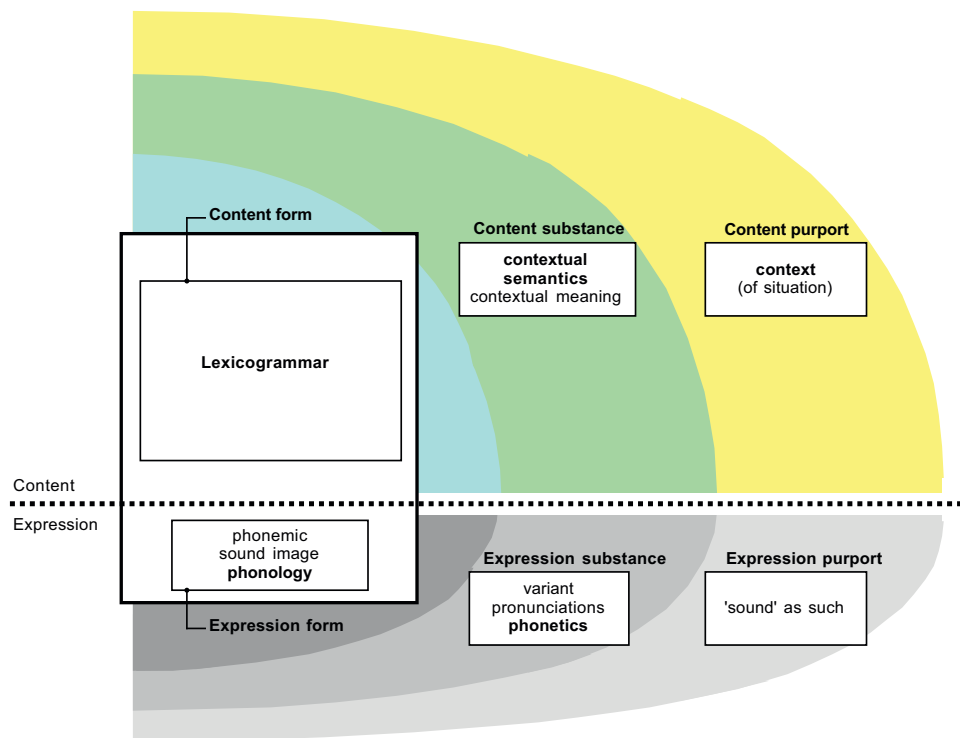 Content form
Content substance
Content purport
contextual
semantics
contextual meaning
context
(of situation)
Lexicogrammar
Content
Expression
phonemic
sound image
phonology
Expression substance
Expression purport
variant
pronunciations
phonetics
'sound' as such
Expression form